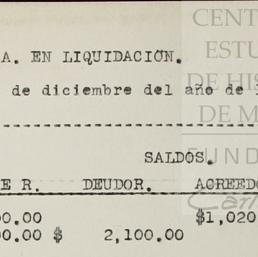 CENT
ESTU
A. EN LIQUIDACIÓN.
DE HI
de diciembre del año de
DE M
SALDOS.
FUND
E R. DEUDOR. ACREEDO
00.00 $1,020
00.00 $ 2,100.00